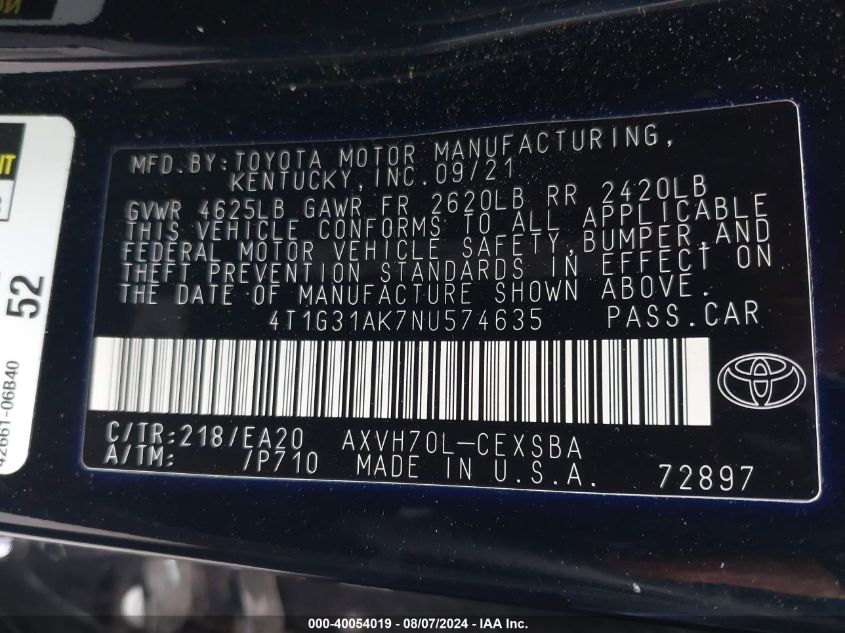 MFD.BY:TOYOTA MOTOR MANUFACTURING,
KENTUCKY,INC.09/21
GVWR 4625LB GAWR FR 2620LB RR 2420LB
THIS VEHICLE CONFORMS TO ALL APPLICABLE
FEDERAL MOTOR VEHICLE SAFETY,BUMPER,AND
THEFT PREVENTION STANDARDS IN EFFECT ON
THE DATE OF MANUFACTURE SHOWN ABOVE.
4T1G31AK7NU574635 PASS.CAR
C/TR:218/EA20 AXVH70L-CEXSBA
A/TM: /P710 MADE IN U.S.A. 72897
52
42661-06B40
000-40054019 - 08/07/2024 - IAA Inc.